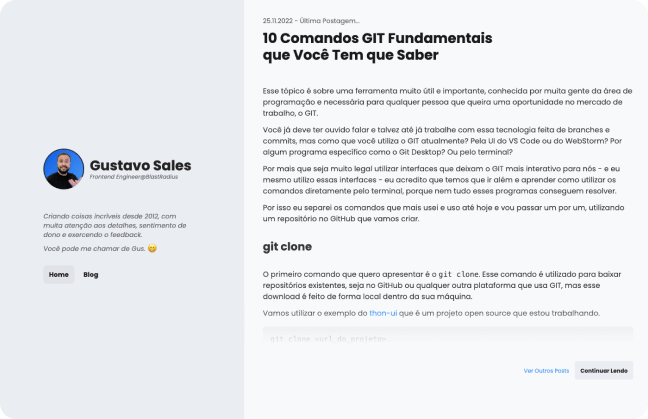 Gustavo Sales
Frontend Engineer@BlastRadius
Criando coisas incríveis desde 2012, com
muita atenção aos detalhes, sentimento de
dono e exercendo o feedback.
Você pode me chamar de Gus. 😄
Home Blog
25.11.2022 - Última Postagem...
10 Comandos GIT Fundamentais
que Você Tem que Saber
Esse tópico é sobre uma ferramenta muito útil e importante, conhecida por muita gente da área de
programação e necessária para qualquer pessoa que queira uma oportunidade no mercado de
trabalho, o GIT.
Você já deve ter ouvido falar e talvez até já trabalhe com essa tecnologia feita de branches e
commits, mas como que você utiliza o GIT atualmente? Pela UI do VS Code ou do WebStorm? Por
algum programa específico como o Git Desktop? Ou pelo terminal?
Por mais que seja muito legal utilizar interfaces que deixam o GIT mais interativo para nós - e eu
mesmo utilizo essas interfaces - eu acredito que temos que ir além e aprender como utilizar os
comandos diretamente pelo terminal, porque nem tudo esses programas conseguem resolver.
Por isso eu separei os comandos que mais usei e uso até hoje e vou passar um por um, utilizando
um repositório no GitHub que vamos criar.
git clone
O primeiro comando que quero apresentar é o git clone. Esse comando é utilizado para baixar
repositórios existentes, seja no GitHub ou qualquer outra plataforma que usa GIT, mas esse
download é feito de forma local dentro da sua máquina.
Vamos utilizar o exemplo do thon-ui que é um projeto open source que estou trabalhando.
git clone <url_do_projeto>
Ver Outros Posts Continuar Lendo